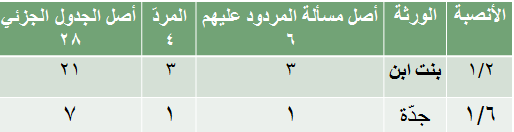 الأنصبة الورثة أصل مسألة المردود عليهم ٦ المردّ ٤ أصل الجدول الجزئي ٢٨
١/٢ بنت ابن ٣ ٣ ٢١
١/٦ جدّة ١ ١ ٧